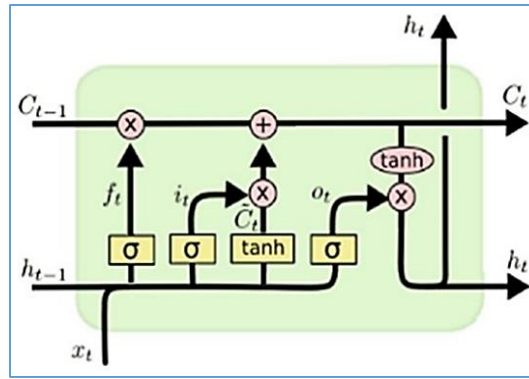 h_t
C_{t-1} x + C_t
tanh
f_t i_t x o_t x
C̃_t
σ σ tanh σ
h_{t-1} h_t
x_t